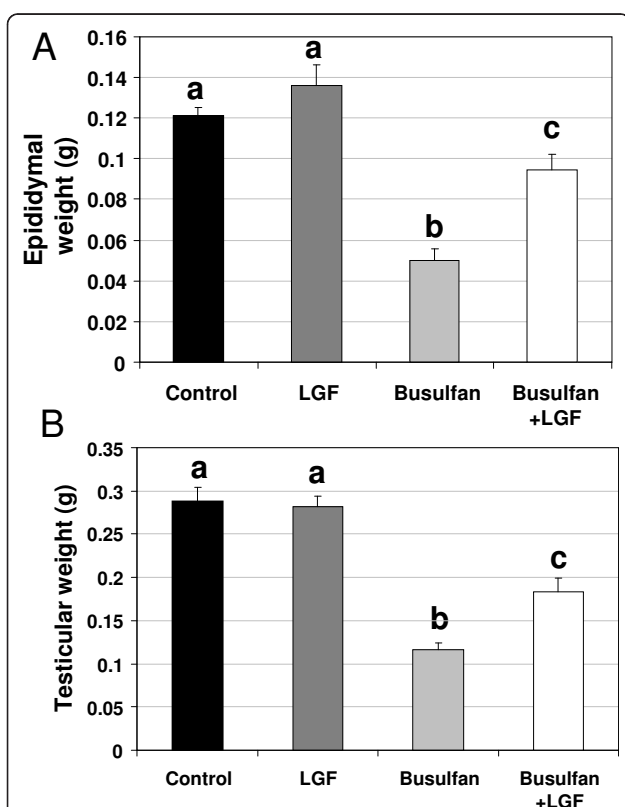 A
Epididymal
weight (g)
0.16
0.14
0.12
0.1
0.08
0.06
0.04
0.02
0
a
a
b
c
Control
LGF
Busulfan
Busulfan
+LGF
B
Testicular weight (g)
0.35
0.3
0.25
0.2
0.15
0.1
0.05
0
a
a
b
c
Control
LGF
Busulfan
Busulfan
+LGF